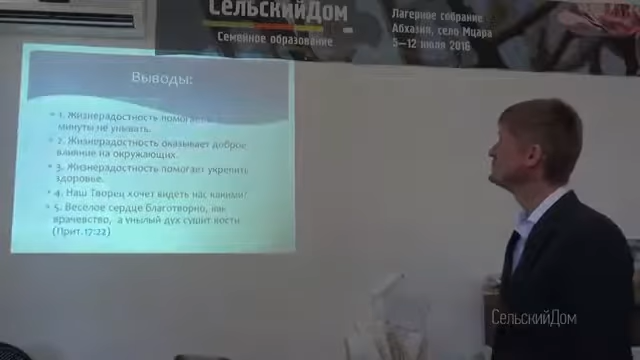 СельскийДом
Семейное образование
Лагерное собрание
Абхазия, село Мцара
5–12 июля 2016
Выводы:
1. Жизнерадостность помогает
минуты не унывать.
2. Жизнерадостность оказывает доброе
влияние на окружающих.
3. Жизнерадостность помогает укрепить
здоровье.
4. Наш Творец хочет видеть нас какими?
5. Веселое сердце благотворно, как
врачевство, а унылый дух сушит кости
(Прит.17:22)
СельскийДом